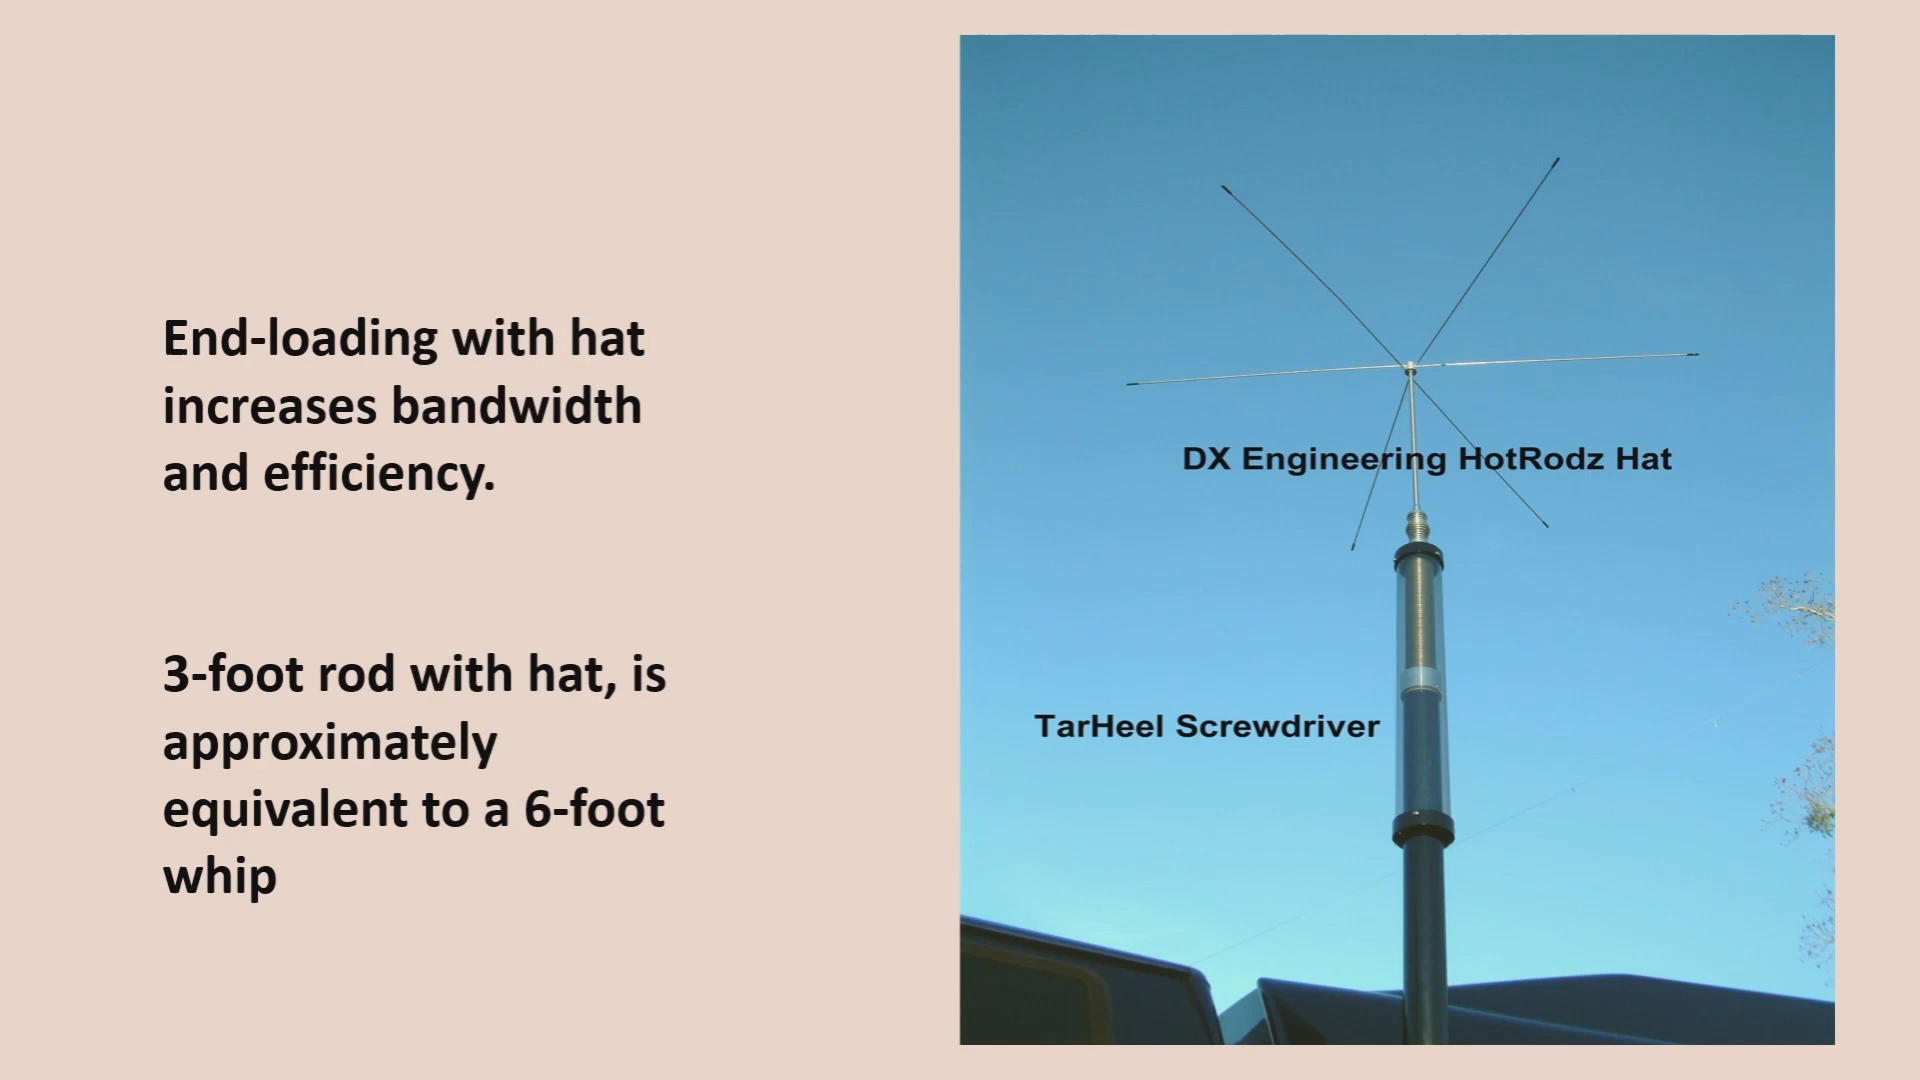 End-loading with hat
increases bandwidth
and efficiency.
3-foot rod with hat, is
approximately
equivalent to a 6-foot
whip
DX Engineering HotRodz Hat
TarHeel Screwdriver